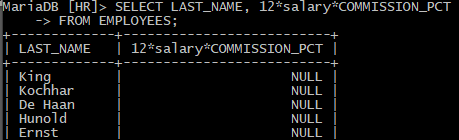 MariaDB [HR]> SELECT LAST_NAME, 12*salary*COMMISSION_PCT
-> FROM EMPLOYEES;
+-------------+--------------------------+
| LAST_NAME | 12*salary*COMMISSION_PCT |
+-------------+--------------------------+
| King | NULL |
| Kochhar | NULL |
| De Haan | NULL |
| Hunold | NULL |
| Ernst | NULL |